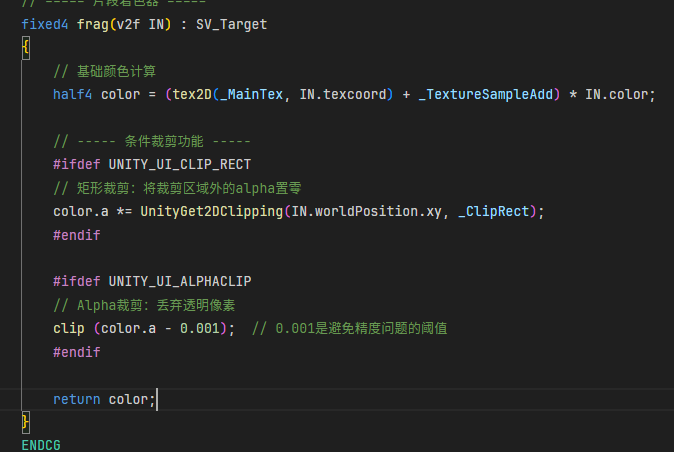 // ----- 片段着色器 -----
fixed4 frag(v2f IN) : SV_Target
{
// 基础颜色计算
half4 color = (tex2D(_MainTex, IN.texcoord) + _TextureSampleAdd) * IN.color;
// ----- 条件裁剪功能 -----
#ifdef UNITY_UI_CLIP_RECT
// 矩形裁剪: 将裁剪区域外的alpha置零
color.a *= UnityGet2DClipping(IN.worldPosition.xy, _ClipRect);
#endif
#ifdef UNITY_UI_ALPHACLIP
// Alpha裁剪: 丢弃透明像素
clip (color.a - 0.001);  // 0.001是避免精度问题的阈值
#endif
return color;
}
ENDCG